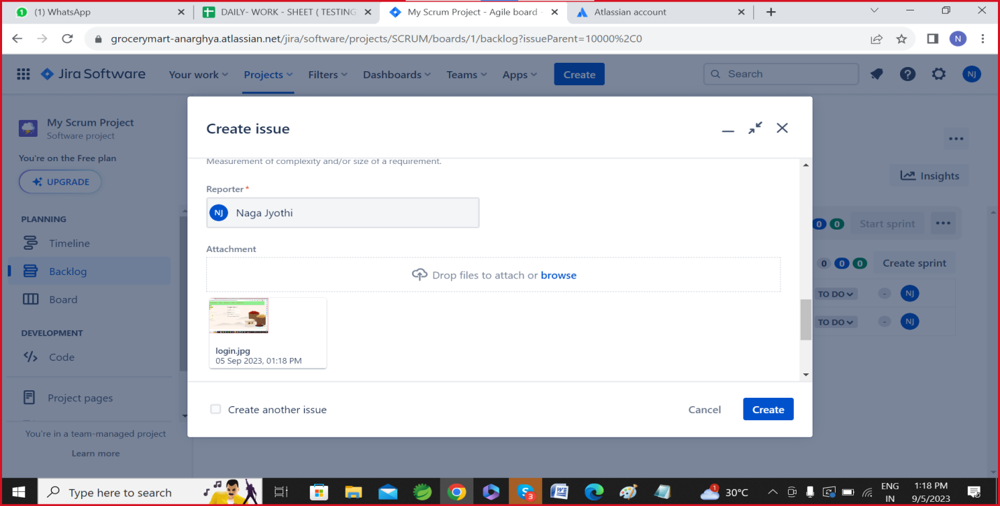 (1) WhatsApp
DAILY- WORK - SHEET ( TESTING
My Scrum Project - Agile board -
Atlassian account
grocerymart-anarghya.atlassian.net/jira/software/projects/SCRUM/boards/1/backlog?issueParent=10000%2C0
N
Jira Software
Your work
Projects
Filters
Dashboards
Teams
Apps
Create
Search
NJ
My Scrum Project
Software project
You're on the Free plan
UPGRADE
PLANNING
Timeline
Backlog
Board
DEVELOPMENT
Code
Project pages
You're in a team-managed project
Learn more
Create issue
Measurement of complexity and/or size of a requirement.
Reporter *
NJ Naga Jyothi
Attachment
Drop files to attach or browse
login.jpg
05 Sep 2023, 01:18 PM
Create another issue
Cancel
Create
Insights
0 0 Start sprint
0 0 0 Create sprint
TO DO - NJ
TO DO - NJ
Type here to search
3
30°C
ENG
IN
1:18 PM
9/5/2023